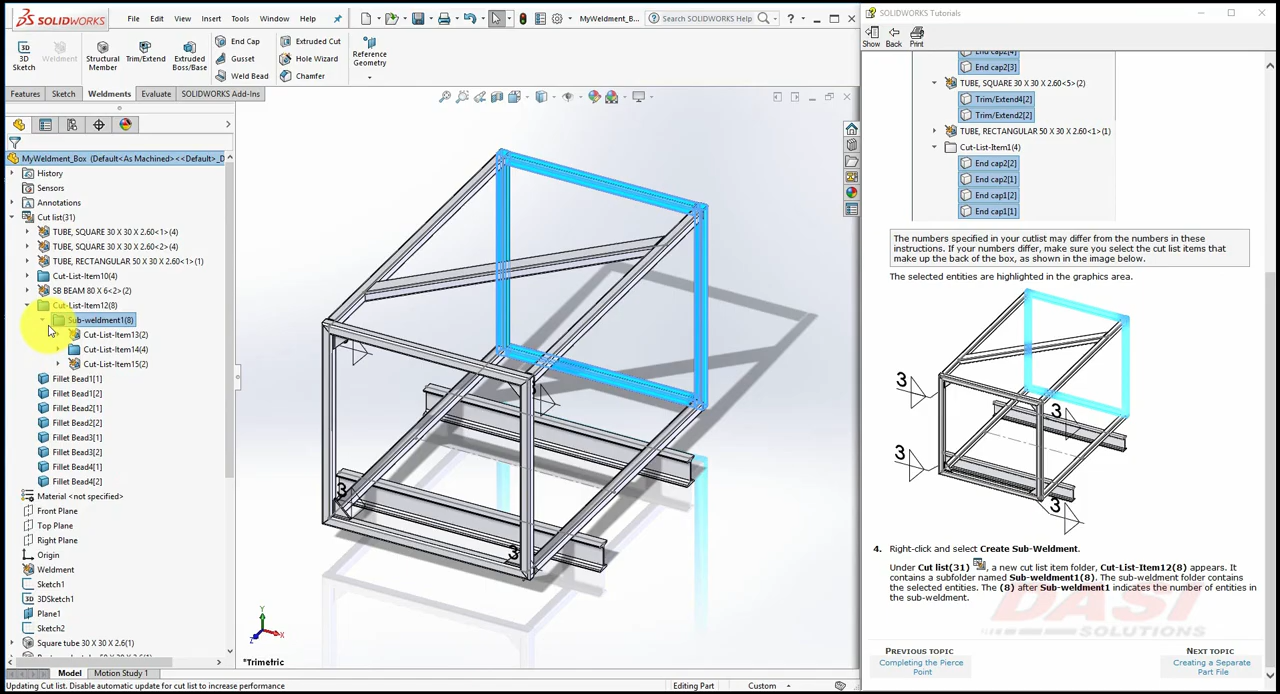 SOLIDWORKS
File Edit View Insert Tools Window Help
MyWeldment_B...
Search SOLIDWORKS Help
3D Sketch
Weldment
Structural Member
Trim/Extend
Extruded Boss/Base
End Cap
Gusset
Weld Bead
Extruded Cut
Hole Wizard
Chamfer
Reference Geometry
Features Sketch Weldments Evaluate SOLIDWORKS Add-Ins
MyWeldment_Box (Default<As Machined><<Default>_D
History
Sensors
Annotations
Cut list(31)
TUBE, SQUARE 30 X 30 X 2.60<1>(4)
TUBE, SQUARE 30 X 30 X 2.60<2>(4)
TUBE, RECTANGULAR 50 X 30 X 2.60<1>(1)
Cut-List-Item10(4)
SB BEAM 80 X 6<2>(2)
Cut-List-Item12(8)
Sub-weldment1(8)
Cut-List-Item13(2)
Cut-List-Item14(4)
Cut-List-Item15(2)
Fillet Bead1[1]
Fillet Bead1[2]
Fillet Bead2[1]
Fillet Bead2[2]
Fillet Bead3[1]
Fillet Bead3[2]
Fillet Bead4[1]
Fillet Bead4[2]
Material <not specified>
Front Plane
Top Plane
Right Plane
Origin
Weldment
Sketch1
3DSketch1
Plane1
Sketch2
Square tube 30 X 30 X 2.6(1)
3
3
Y
X
Z
*Trimetric
Model Motion Study 1
Updating Cut list. Disable automatic update for cut list to increase performance
Editing Part
Custom
SOLIDWORKS Tutorials
Show Back Print
End cap2[4]
End cap2[3]
TUBE, SQUARE 30 X 30 X 2.60<5>(2)
Trim/Extend4[2]
Trim/Extend2[2]
TUBE, RECTANGULAR 50 X 30 X 2.60<1>(1)
Cut-List-Item1(4)
End cap2[2]
End cap2[1]
End cap1[2]
End cap1[1]
The numbers specified in your cutlist may differ from the numbers in these
instructions. If your numbers differ, make sure you select the cut list items that
make up the back of the box, as shown in the image below.
The selected entities are highlighted in the graphics area.
3
3
3
3
4. Right-click and select Create Sub-Weldment.
Under Cut list(31) , a new cut list item folder, Cut-List-Item12(8) appears. It
contains a subfolder named Sub-weldment1(8). The sub-weldment folder contains
the selected entities. The (8) after Sub-weldment1 indicates the number of entities in
the sub-weldment.
DASI
SOLUTIONS
PREVIOUS TOPIC
Completing the Pierce
Point
NEXT TOPIC
Creating a Separate
Part File